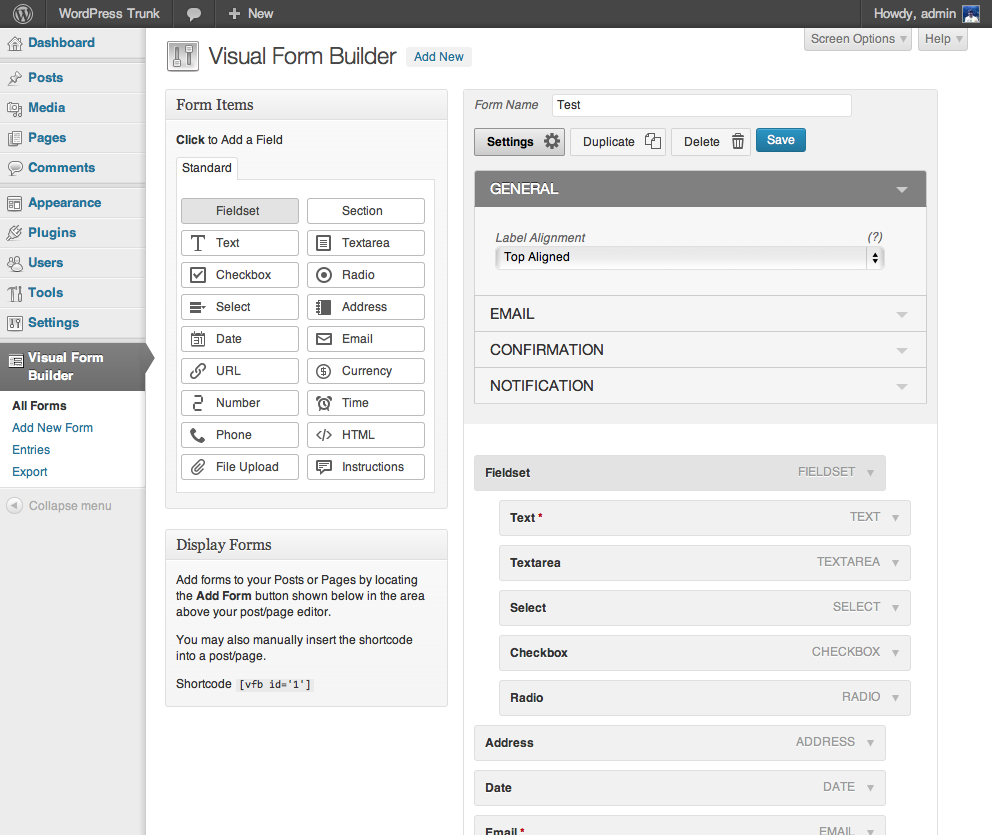 WordPress Trunk
New
Howdy, admin
Dashboard
Posts
Media
Pages
Comments
Appearance
Plugins
Users
Tools
Settings
Visual Form
Builder
All Forms
Add New Form
Entries
Export
Collapse menu
Screen Options
Help
Visual Form Builder
Add New
Form Items
Click to Add a Field
Standard
Fieldset
Section
Text
Textarea
Checkbox
Radio
Select
Address
31
Date
Email
URL
Currency
Number
Time
Phone
HTML
File Upload
Instructions
Display Forms
Add forms to your Posts or Pages by locating
the Add Form button shown below in the area
above your post/page editor.
You may also manually insert the shortcode
into a post/page.
Shortcode [vfb id='1']
Form Name
Test
Settings
Duplicate
Delete
Save
GENERAL
Label Alignment
(?)
Top Aligned
EMAIL
CONFIRMATION
NOTIFICATION
Fieldset
FIELDSET
Text *
TEXT
Textarea
TEXTAREA
Select
SELECT
Checkbox
CHECKBOX
Radio
RADIO
Address
ADDRESS
Date
DATE
Email *
EMAIL